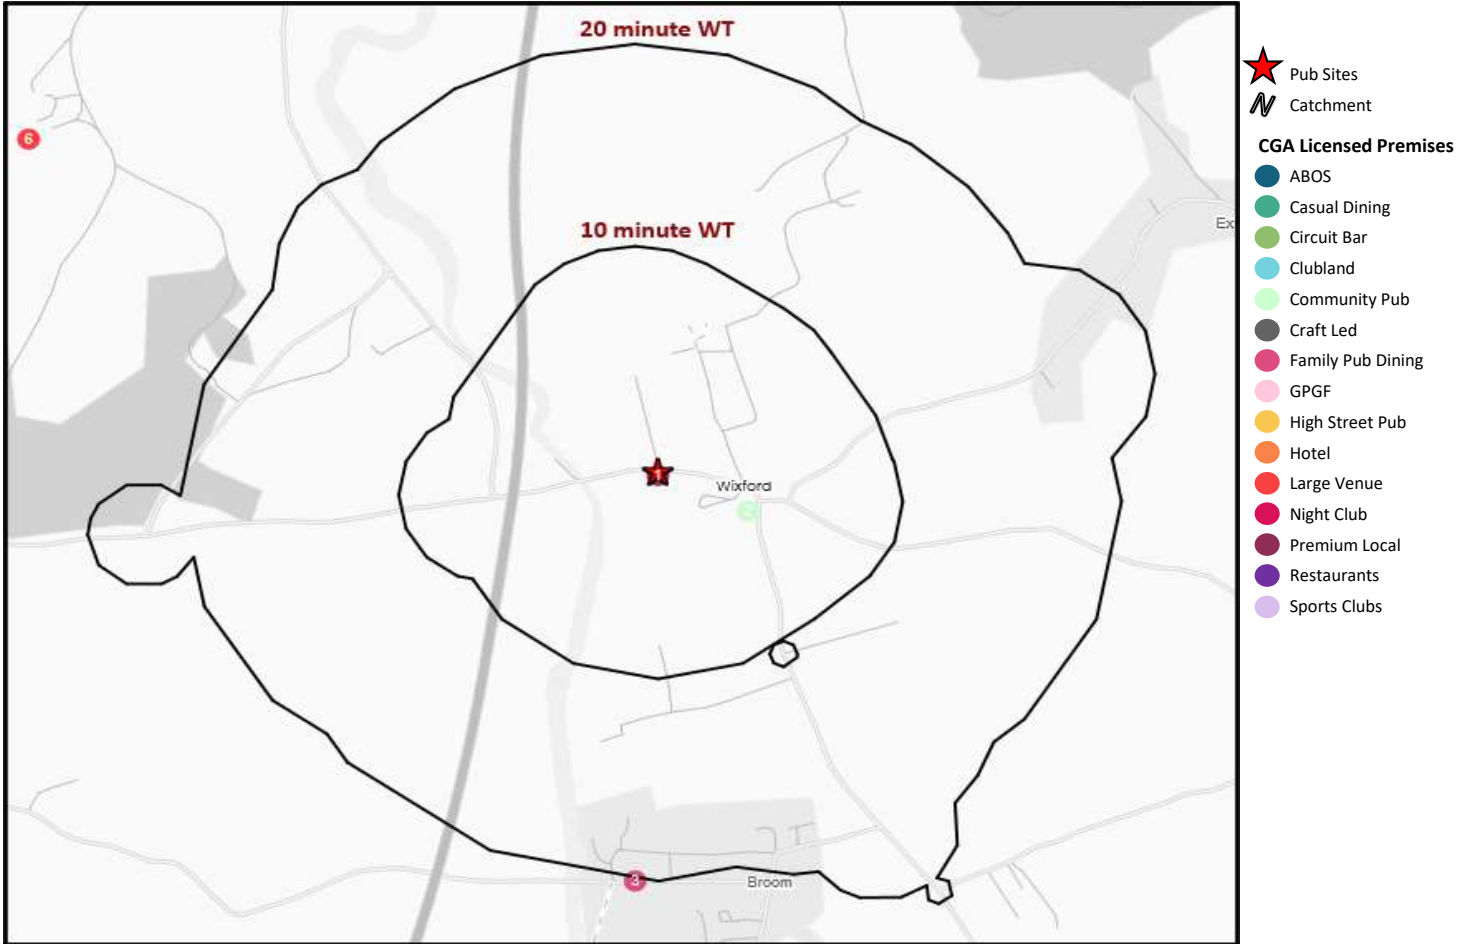 20 minute WT
6
Ex
10 minute WT
Wixford
3
Broom
Pub Sites
Catchment
CGA Licensed Premises
ABOS
Casual Dining
Circuit Bar
Clubland
Community Pub
Craft Led
Family Pub Dining
GPGF
High Street Pub
Hotel
Large Venue
Night Club
Premium Local
Restaurants
Sports Clubs